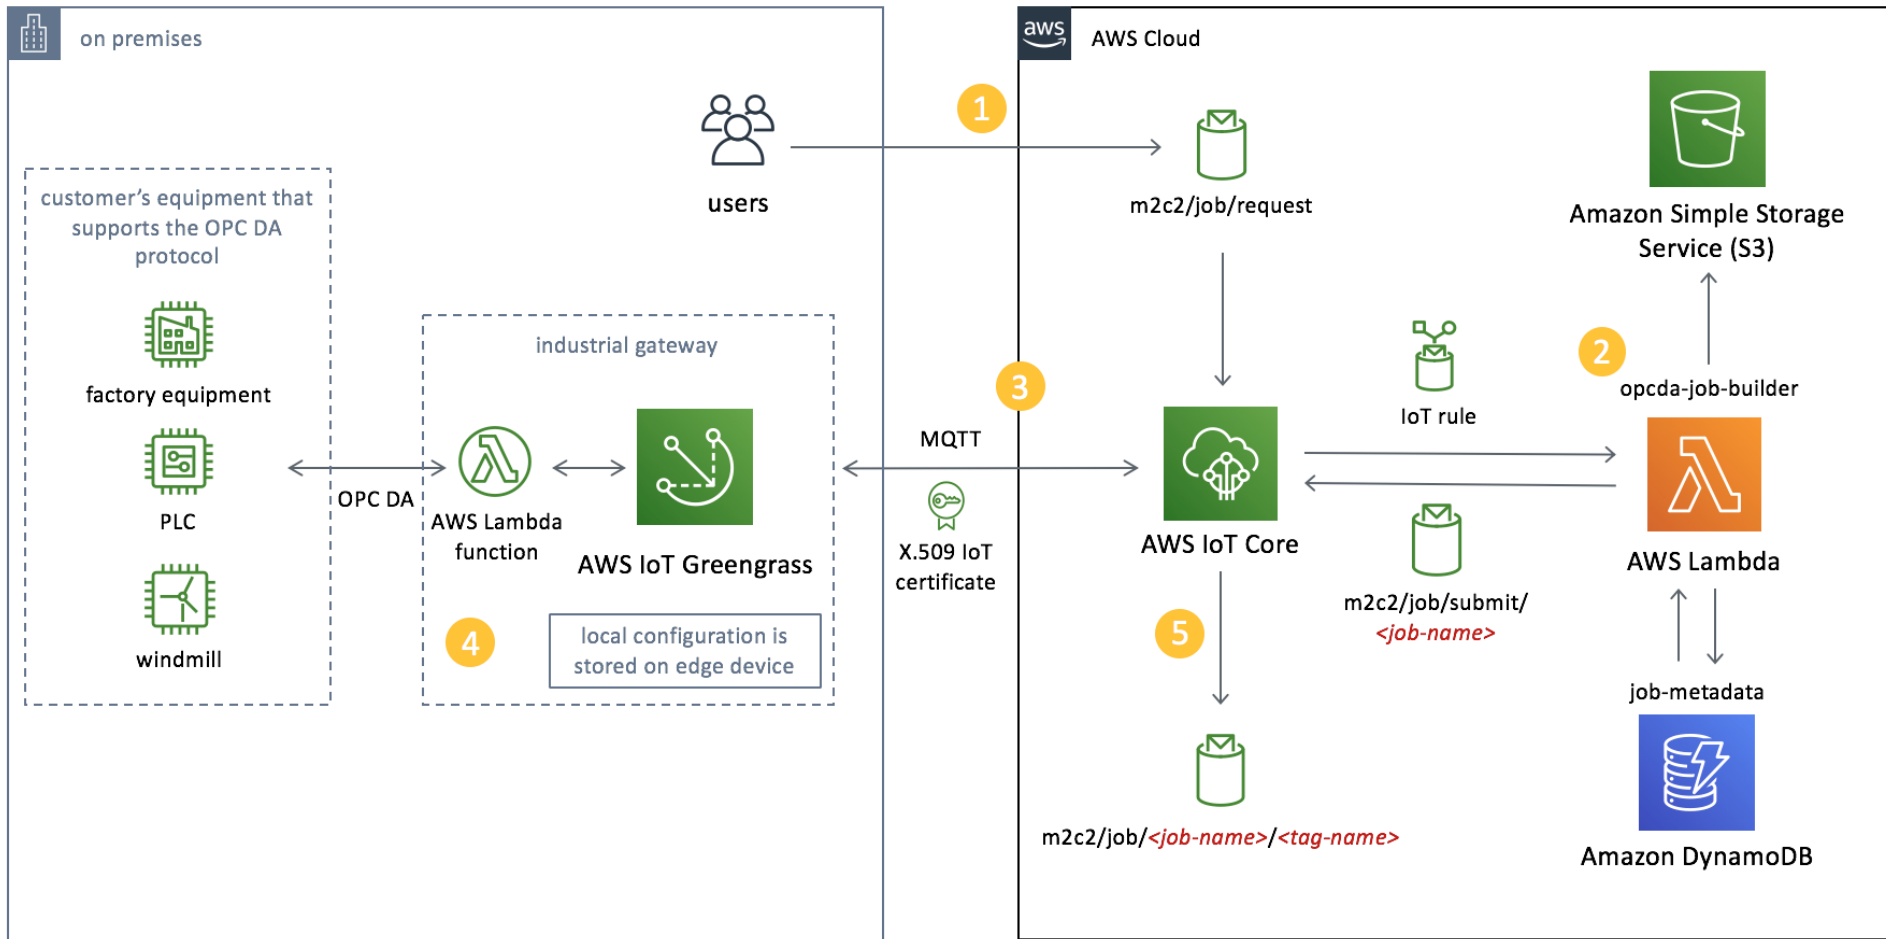 on premises
aws
AWS Cloud
1
users
m2c2/job/request
Amazon Simple Storage
Service (S3)
customer's equipment that
supports the OPC DA
protocol
factory equipment
PLC
windmill
OPC DA
industrial gateway
AWS Lambda
function
AWS IoT Greengrass
4
local configuration is
stored on edge device
3
MQTT
X.509 IoT
certificate
AWS IoT Core
IoT rule
2
opcda-job-builder
AWS Lambda
m2c2/job/submit/
<job-name>
5
m2c2/job/<job-name>/<tag-name>
job-metadata
Amazon DynamoDB